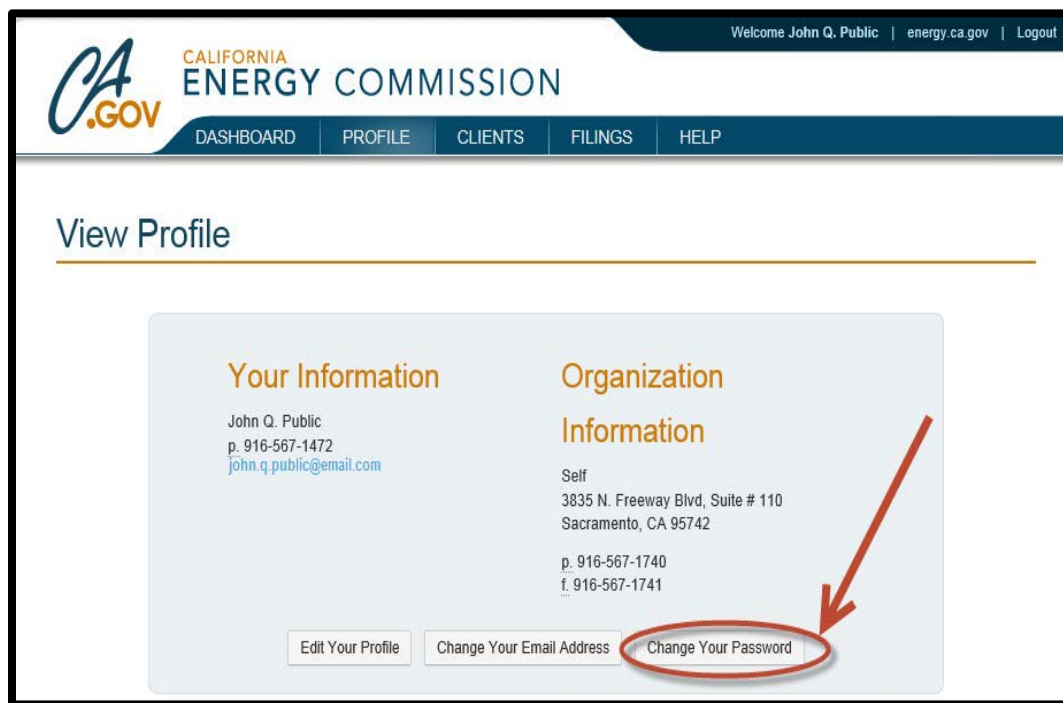 Welcome John Q. Public | energy.ca.gov | Logout
CA
.GOV
CALIFORNIA
ENERGY COMMISSION
DASHBOARD PROFILE CLIENTS FILINGS HELP
View Profile
Your Information
John Q. Public
p. 916-567-1472
john.q.public@email.com
Organization
Information
Self
3835 N. Freeway Blvd, Suite # 110
Sacramento, CA 95742
p. 916-567-1740
f. 916-567-1741
Edit Your Profile Change Your Email Address Change Your Password